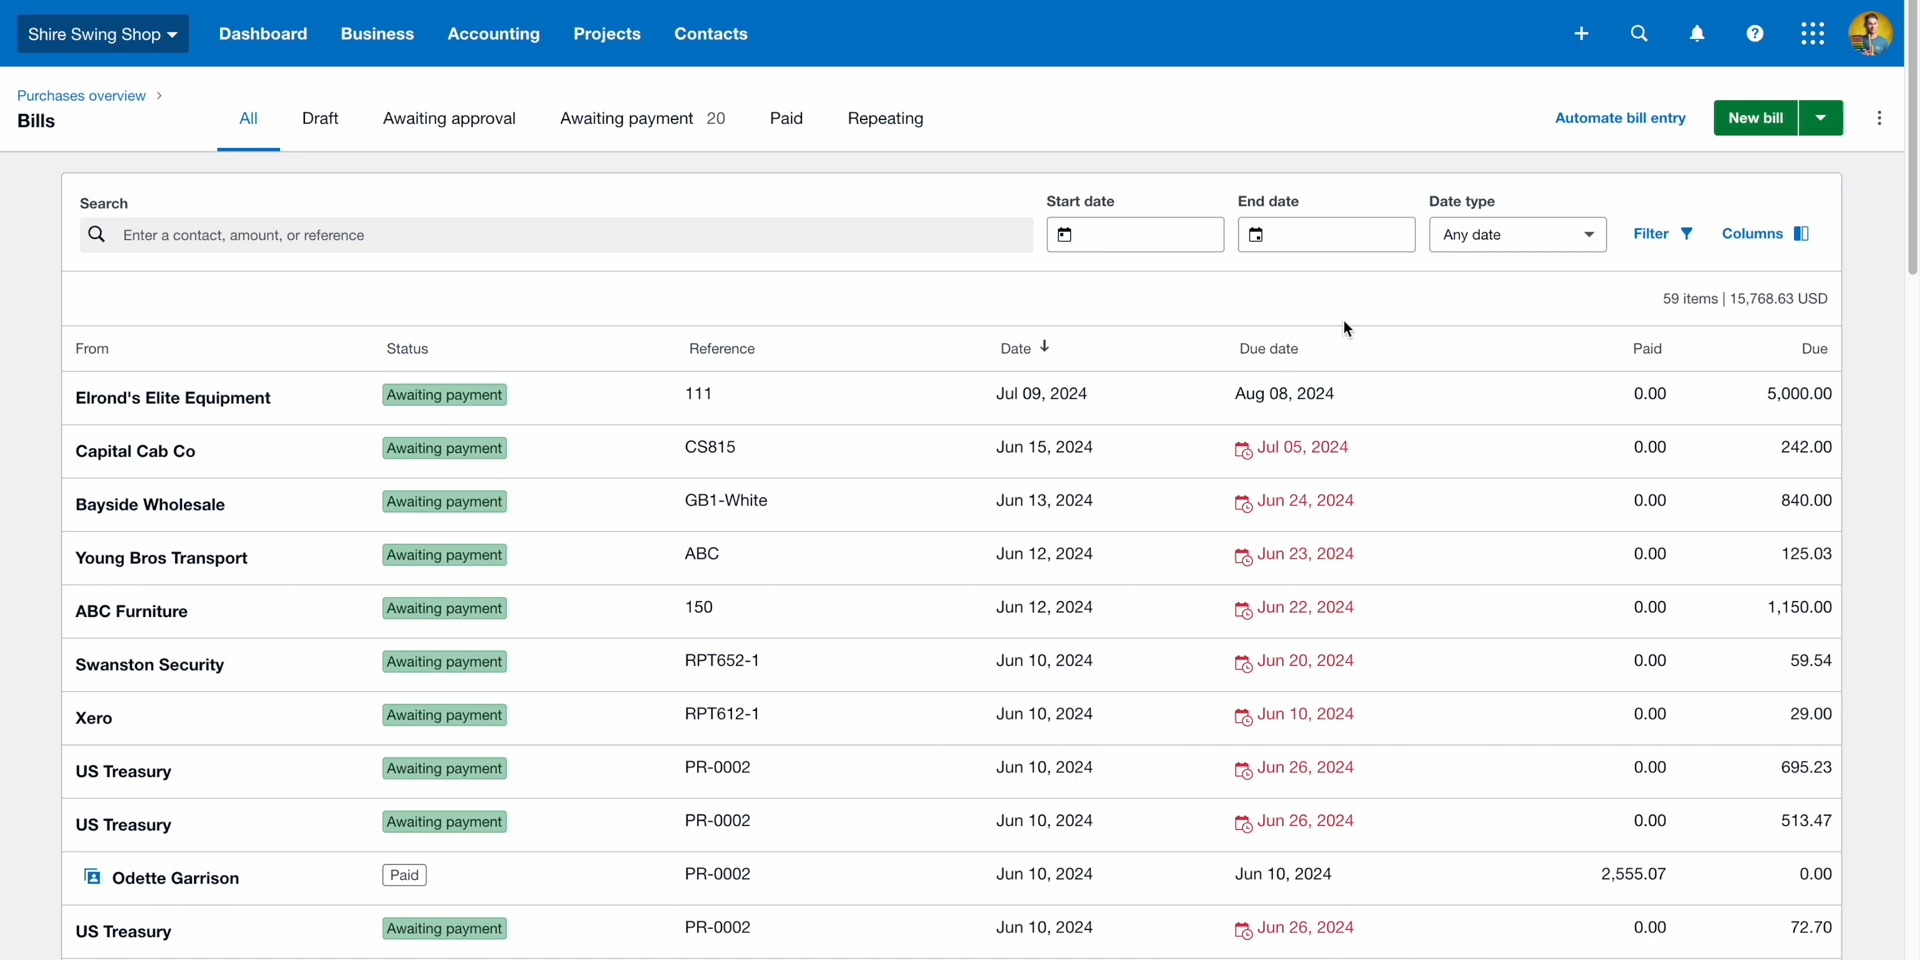 Shire Swing Shop Dashboard Business Accounting Projects Contacts
Purchases overview
Bills
All Draft Awaiting approval Awaiting payment 20 Paid Repeating
Automate bill entry New bill
Search Start date End date Date type
Enter a contact, amount, or reference Any date Filter Columns
59 items | 15,768.63 USD
From Status Reference Date Due date Paid Due
Elrond's Elite Equipment Awaiting payment 111 Jul 09, 2024 Aug 08, 2024 0.00 5,000.00
Capital Cab Co Awaiting payment CS815 Jun 15, 2024 Jul 05, 2024 0.00 242.00
Bayside Wholesale Awaiting payment GB1-White Jun 13, 2024 Jun 24, 2024 0.00 840.00
Young Bros Transport Awaiting payment ABC Jun 12, 2024 Jun 23, 2024 0.00 125.03
ABC Furniture Awaiting payment 150 Jun 12, 2024 Jun 22, 2024 0.00 1,150.00
Swanston Security Awaiting payment RPT652-1 Jun 10, 2024 Jun 20, 2024 0.00 59.54
Xero Awaiting payment RPT612-1 Jun 10, 2024 Jun 10, 2024 0.00 29.00
US Treasury Awaiting payment PR-0002 Jun 10, 2024 Jun 26, 2024 0.00 695.23
US Treasury Awaiting payment PR-0002 Jun 10, 2024 Jun 26, 2024 0.00 513.47
Odette Garrison Paid PR-0002 Jun 10, 2024 Jun 10, 2024 2,555.07 0.00
US Treasury Awaiting payment PR-0002 Jun 10, 2024 Jun 26, 2024 0.00 72.70